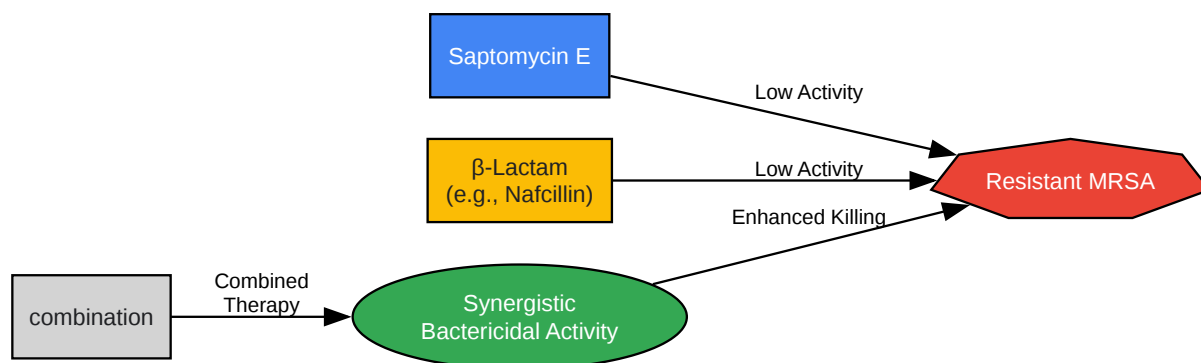 Saptomycin E
Low Activity
β-Lactam
(e.g., Nafcillin)
Low Activity
Resistant MRSA
Enhanced Killing
combination
Combined
Therapy
Synergistic
Bactericidal Activity